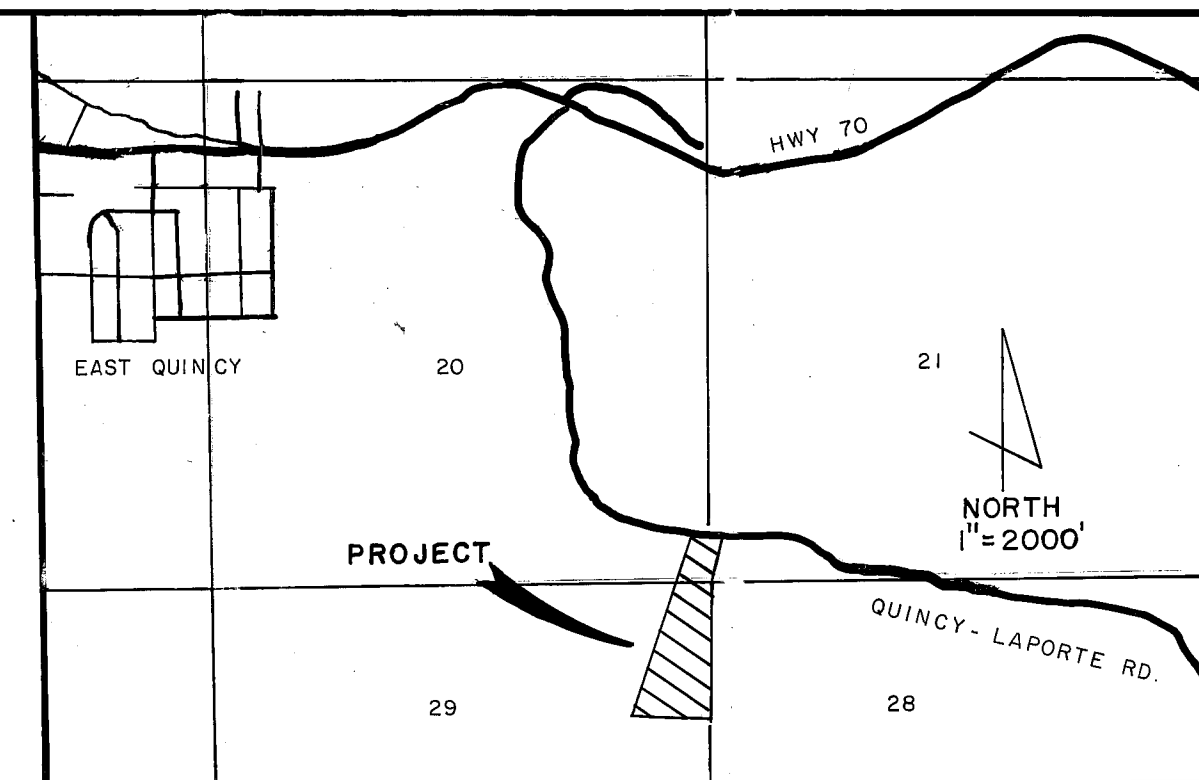 HWY 70
EAST QUINCY
20
21
NORTH
1"=2000'
PROJECT
QUINCY-LAPORTE RD.
29
28